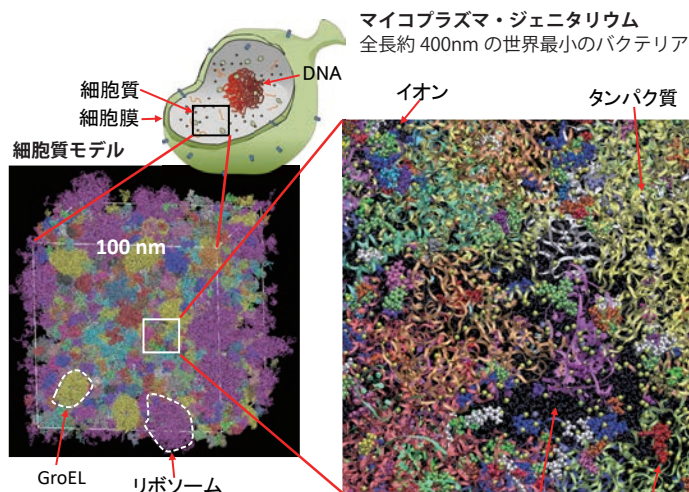 マイコプラズマ・ジェニタリウム
全長約 400nm の世界最小のバクテリア
DNA
細胞質
細胞膜
細胞質モデル
イオン
タンパク質
100 nm
GroEL
リボソーム